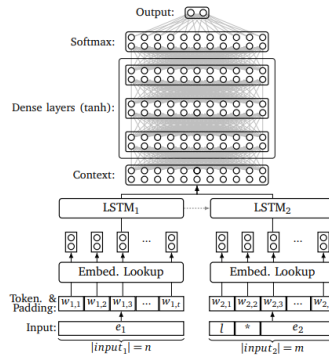 Output:
Softmax:
Dense layers (tanh):
Context:
LSTM₁ LSTM₂
... ...
Embed. Lookup Embed. Lookup
Token. &
Padding: w₁,₁ w₁,₂ w₁,₃ ... w₁,ᵣ w₂,₁ w₂,₂ w₂,₃ ...
Input: e₁ l * e₂
|input₁| = n |input₂| = m